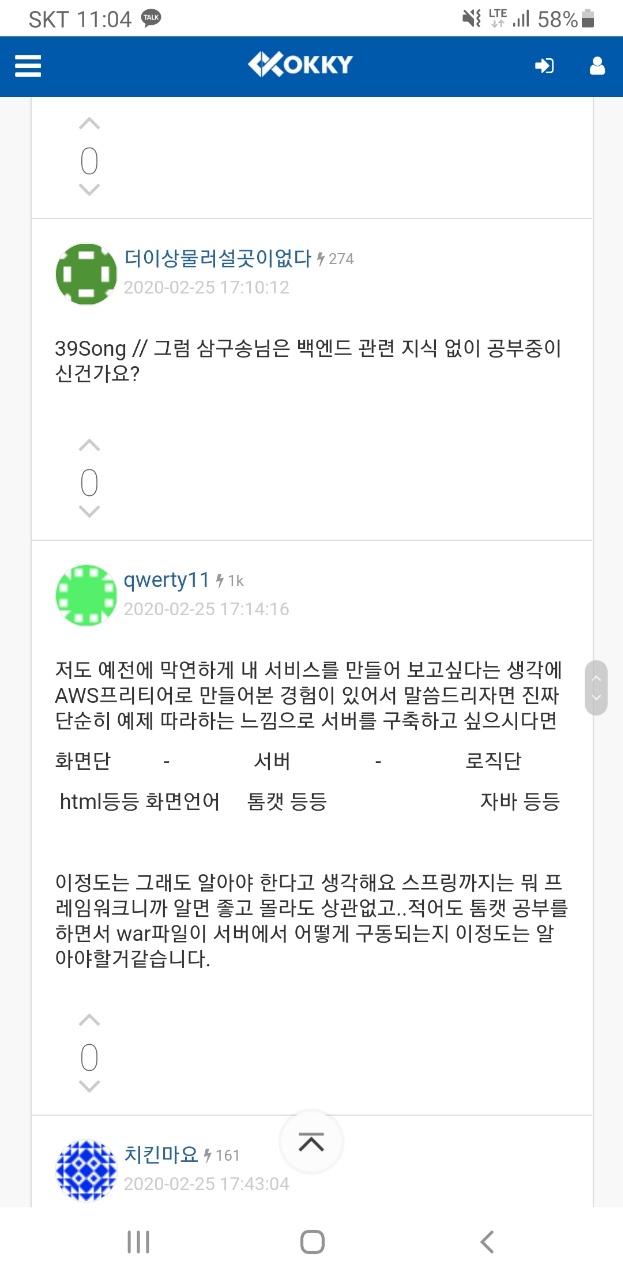 SKT 11:04 TALK LTE 58%
OKKY
0
더이상물러설곳이없다 274
2020-02-25 17:10:12
39Song // 그럼 삼구송님은 백엔드 관련 지식 없이 공부중이
신건가요?
0
qwerty11 1k
2020-02-25 17:14:16
저도 예전에 막연하게 내 서비스를 만들어 보고싶다는 생각에
AWS프리티어로 만들어본 경험이 있어서 말씀드리자면 진짜
단순히 예제 따라하는 느낌으로 서버를 구축하고 싶으시다면
화면단 - 서버 - 로직단
html등등 화면언어 톰캣 등등 자바 등등
이정도는 그래도 알아야 한다고 생각해요 스프링까지는 뭐 프
레임워크니까 알면 좋고 몰라도 상관없고..적어도 톰캣 공부를
하면서 war파일이 서버에서 어떻게 구동되는지 이정도는 알
아야할거같습니다.
0
치킨마요 161
2020-02-25 17:43:04